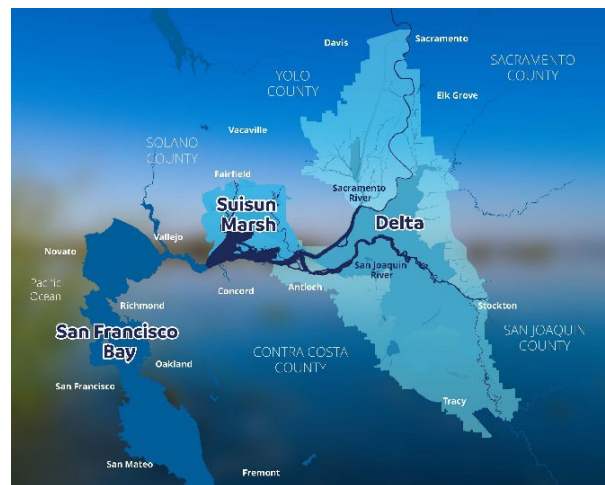 Davis
Sacramento
SACRAMENTO
COUNTY
YOLO
COUNTY
Elk Grove
Vacaville
SOLANO
COUNTY
Fairfield
Sacramento
River
Suisun
Marsh
Delta
Vallejo
Novato
San Joaquin
River
Pacific
Ocean
Concord
Antioch
Richmond
Stockton
San Francisco
Bay
SAN JOAQUIN
COUNTY
CONTRA COSTA
COUNTY
Oakland
San Francisco
Tracy
San Mateo
Fremont